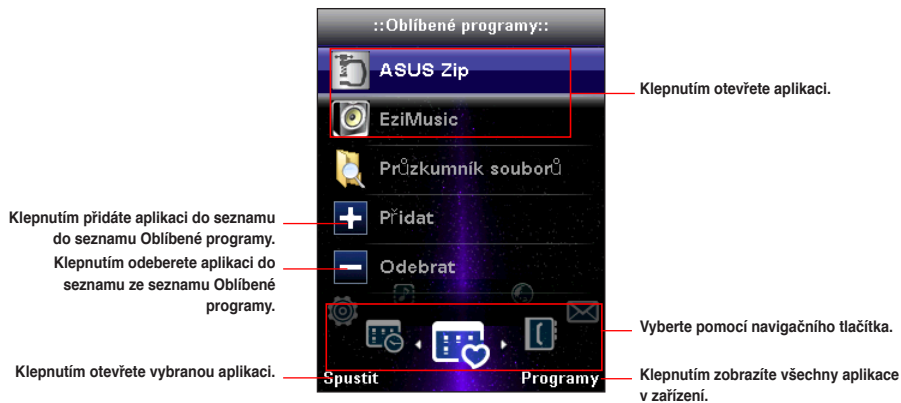 ::Oblíbené programy::
ASUS Zip
EziMusic
Průzkumník souborů
Přidat
Odebrat
Spustit
Programy
Klepnutím otevřete aplikaci.
Klepnutím přidáte aplikaci do seznamu
do seznamu Oblíbené programy.
Klepnutím odeberete aplikaci do
seznamu ze seznamu Oblíbené
programy.
Vyberte pomocí navigačního tlačítka.
Klepnutím otevřete vybranou aplikaci.
Klepnutím zobrazíte všechny aplikace
v zařízení.